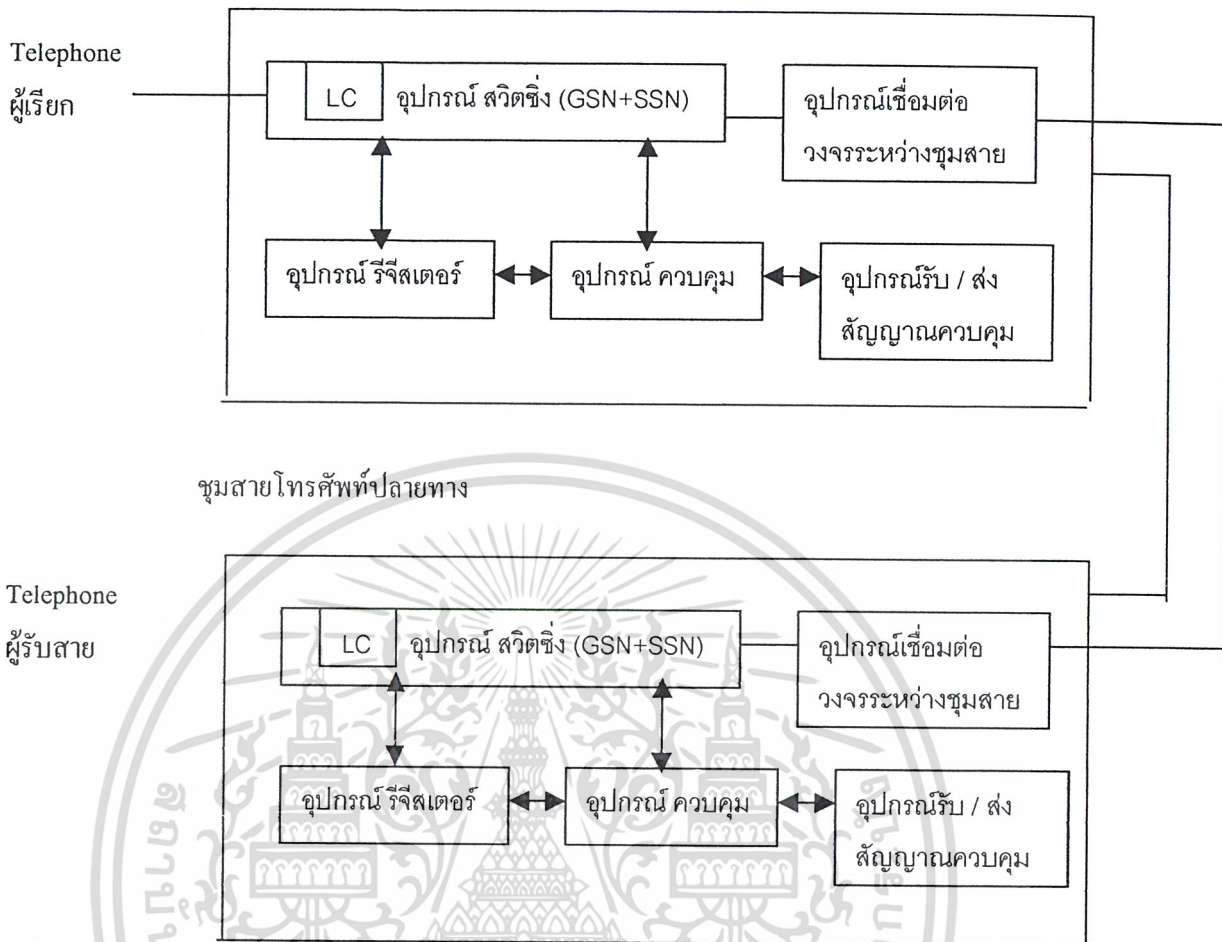 Telephone
ผู้เรียก
LC อุปกรณ์ สวิตซิ่ง (GSN+SSN)
อุปกรณ์เชื่อมต่อ
วงจรระหว่างชุมสาย
อุปกรณ์ รีจีสเตอร์
อุปกรณ์ ควบคุม
อุปกรณ์รับ / ส่ง
สัญญาณควบคุม
ชุมสายโทรศัพท์ปลายทาง
Telephone
ผู้รับสาย
LC อุปกรณ์ สวิตซิ่ง (GSN+SSN)
อุปกรณ์เชื่อมต่อ
วงจรระหว่างชุมสาย
อุปกรณ์ รีจีสเตอร์
อุปกรณ์ ควบคุม
อุปกรณ์รับ / ส่ง
สัญญาณควบคุม